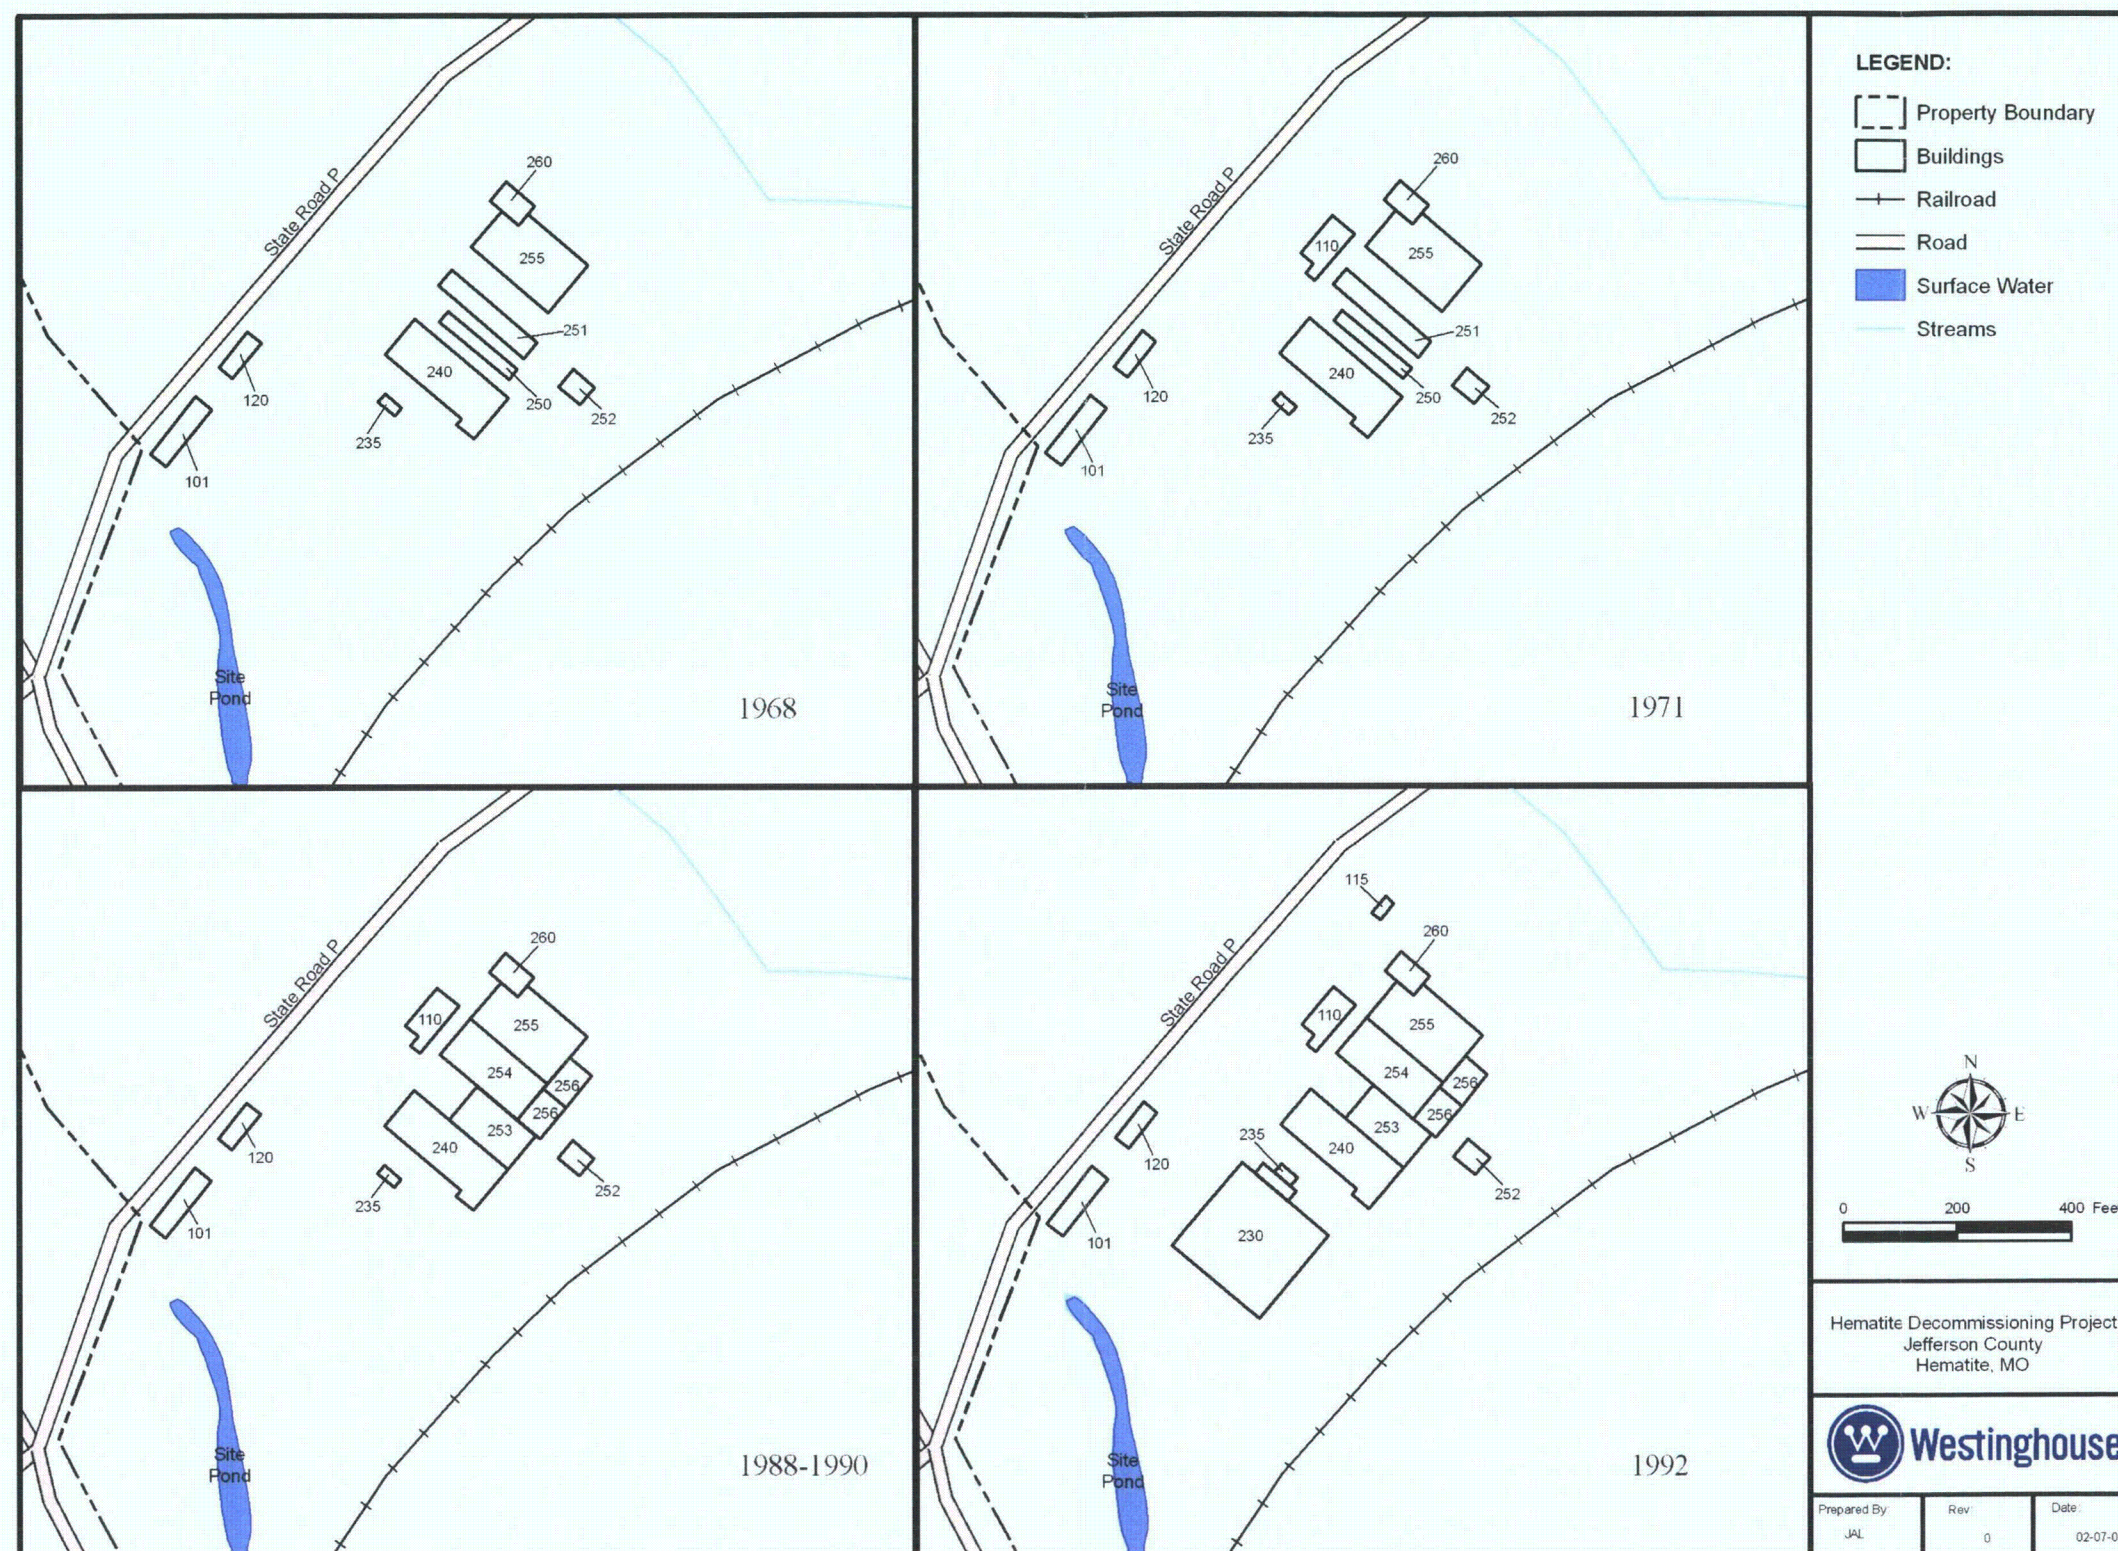 State Road P
260
255
251
240
250
252
120
235
101
Site
Pond
1968
State Road P
260
110
255
251
240
250
252
120
235
101
Site
Pond
1971
State Road P
260
110
255
254
256
256
253
240
120
235
252
101
Site
Pond
1988-1990
115
State Road P
260
110
255
254
256
256
253
240
235
120
252
101
230
Site
Pond
1992
LEGEND:
Property Boundary
Buildings
Railroad
Road
Surface Water
Streams
N
W E
S
0 200 400 Fee
Hematite Decommissioning Project
Jefferson County
Hematite, MO
Westinghouse
Prepared By: Rev: Date:
JAL 0 02-07-0